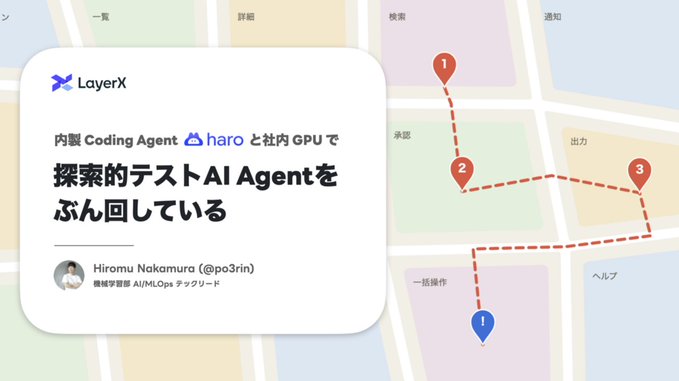 ン
一覧
詳細
検索
通知
LayerX
内製 Coding Agent haro と社内 GPU で
探索的テストAI Agentを
ぶん回している
Hiromu Nakamura (@po3rin)
機械学習部 AI/MLOps テックリード
1
承認
出力
2
3
一括操作
ヘルプ
!